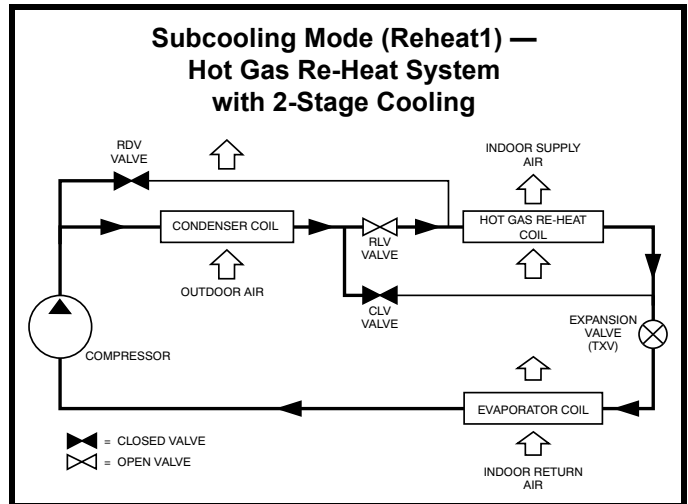 Subcooling Mode (Reheat1) —
Hot Gas Re-Heat System
with 2-Stage Cooling
RDV
VALVE
INDOOR SUPPLY
AIR
CONDENSER COIL
HOT GAS RE-HEAT
COIL
RLV
VALVE
OUTDOOR AIR
CLV
VALVE
EXPANSION
VALVE
(TXV)
COMPRESSOR
EVAPORATOR COIL
= CLOSED VALVE
= OPEN VALVE
INDOOR RETURN
AIR